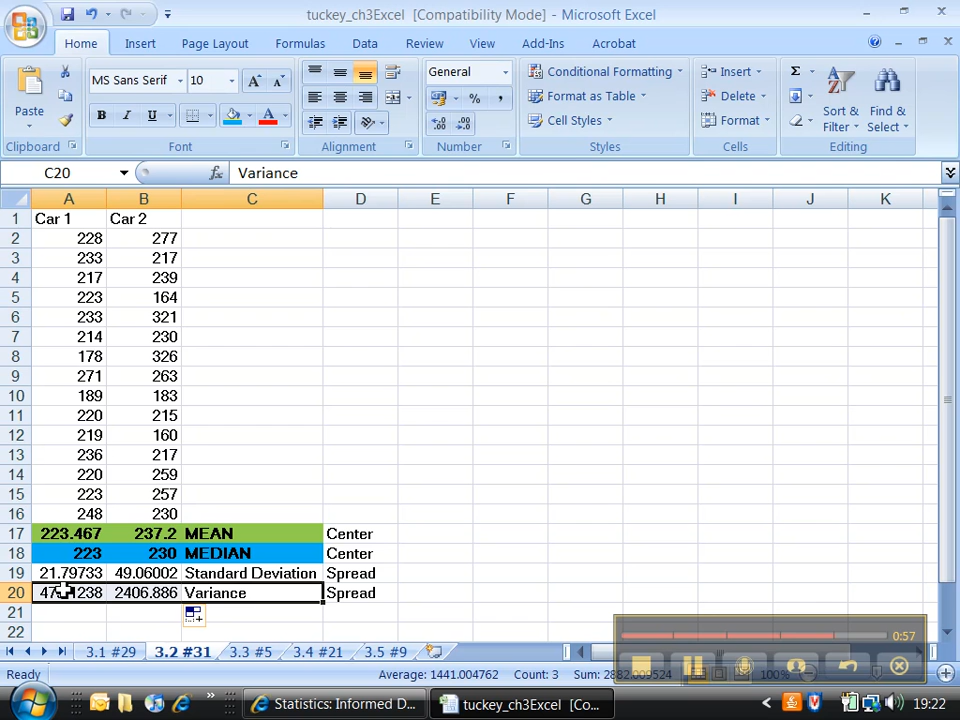 tuckey_ch3Excel [Compatibility Mode] - Microsoft Excel
Home Insert Page Layout Formulas Data Review View Add-Ins Acrobat
Paste
Clipboard
MS Sans Serif 10 A A
B I U A
Font
Alignment
General
$ % ,
Number
Conditional Formatting
Format as Table
Cell Styles
Styles
Insert
Delete
Format
Cells
Σ
Sort & Filter
Find & Select
Editing
C20 fx Variance
A B C D E F G H I J K
1 Car 1 Car 2
2 228 277
3 233 217
4 217 239
5 223 164
6 233 321
7 214 230
8 178 326
9 271 263
10 189 183
11 220 215
12 219 160
13 236 217
14 220 259
15 223 257
16 248 230
17 223.467 237.2 MEAN Center
18 223 230 MEDIAN Center
19 21.79733 49.06002 Standard Deviation Spread
20 2406.886 Variance Spread
21
22
3.1 #29 3.2 #31 3.3 #5 3.4 #21 3.5 #9
0:57
Ready Average: 1441.004762 Count: 3 Sum: 2882.009524 100%
Statistics: Informed D... tuckey_ch3Excel [Co... 19:22